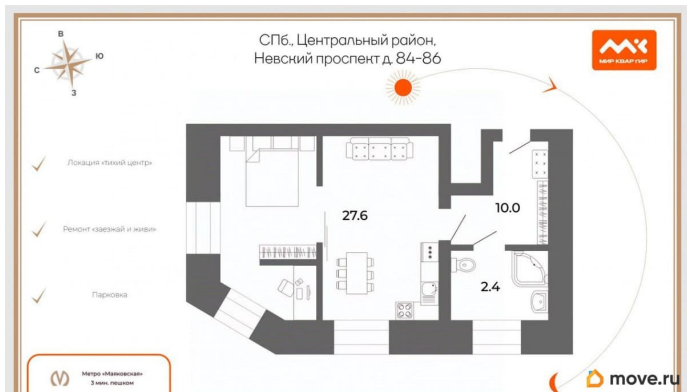 СПб., Центральный район,
Невский проспект д. 84-86
МИР КВАРТИР
В
Ю
С
З
Локация «тихий центр»
Ремонт «заезжай и живи»
Парковка
27.6
10.0
2.4
Метро «Маяковская»
3 мин. пешком
move.ru